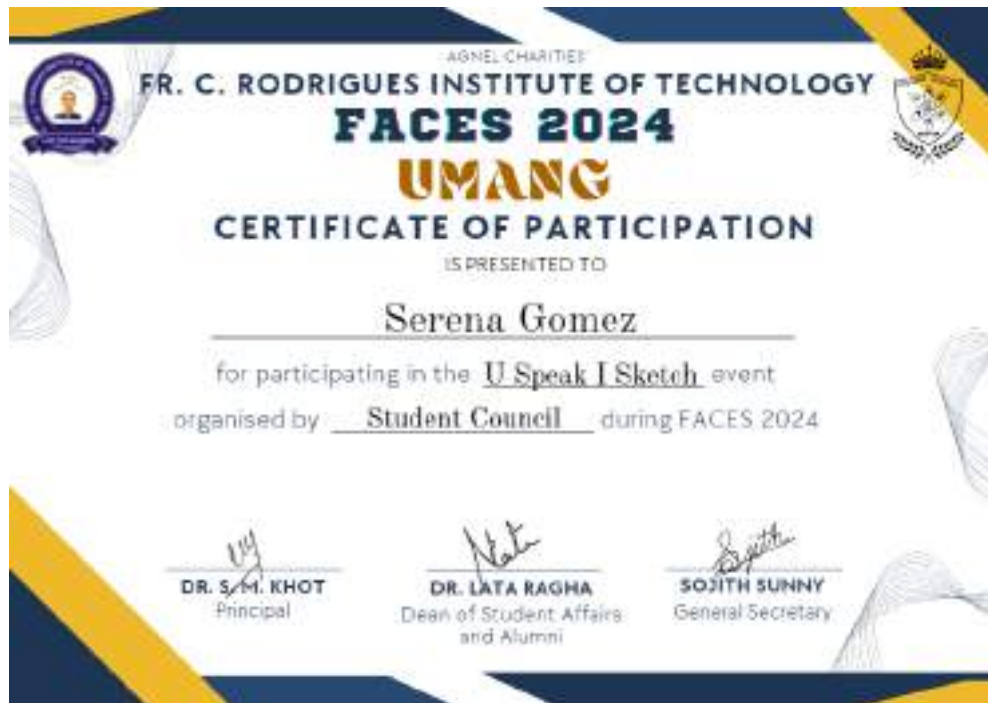 AGNEL CHARITIES'
FR. C. RODRIGUES INSTITUTE OF TECHNOLOGY
FACES 2024
UMANG
CERTIFICATE OF PARTICIPATION
IS PRESENTED TO
Serena Gomez
for participating in the U Speak I Sketch event
organised by Student Council during FACES 2024
DR. S. M. KHOT
Principal
DR. LATA RAGHA
Dean of Student Affairs
and Alumni
SOJITH SUNNY
General Secretary